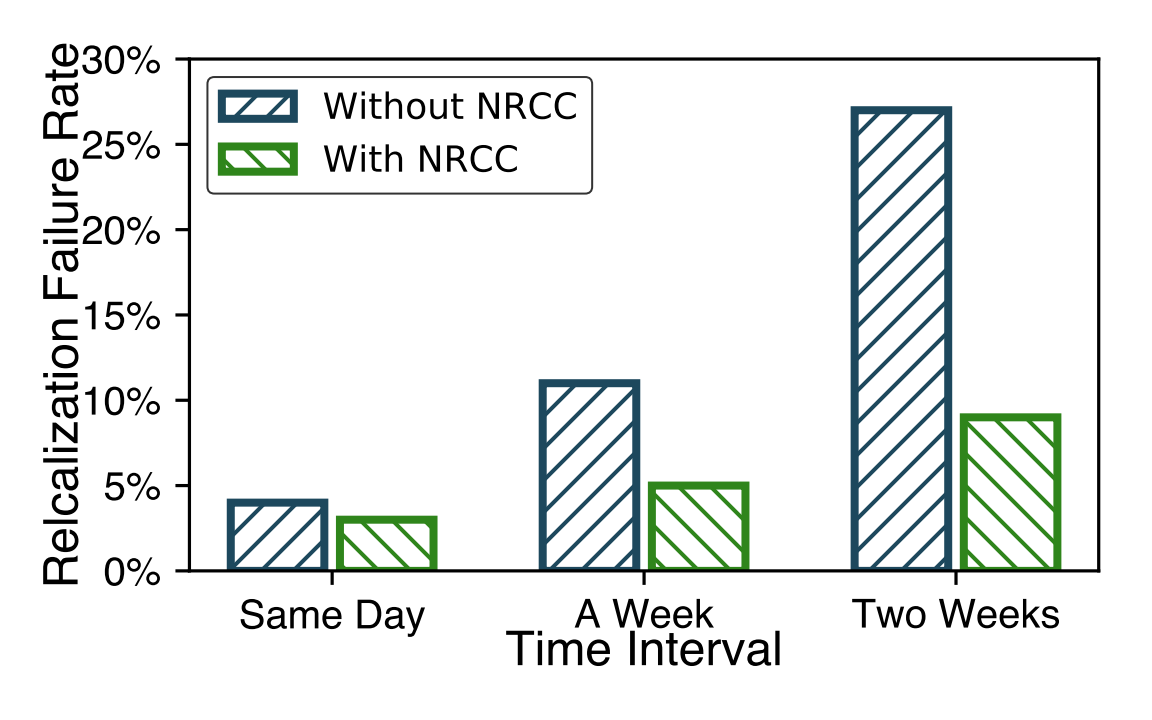 Relcalization Failure Rate
30%
25%
20%
15%
10%
5%
0%
Without NRCC
With NRCC
Same Day
A Week
Two Weeks
Time Interval